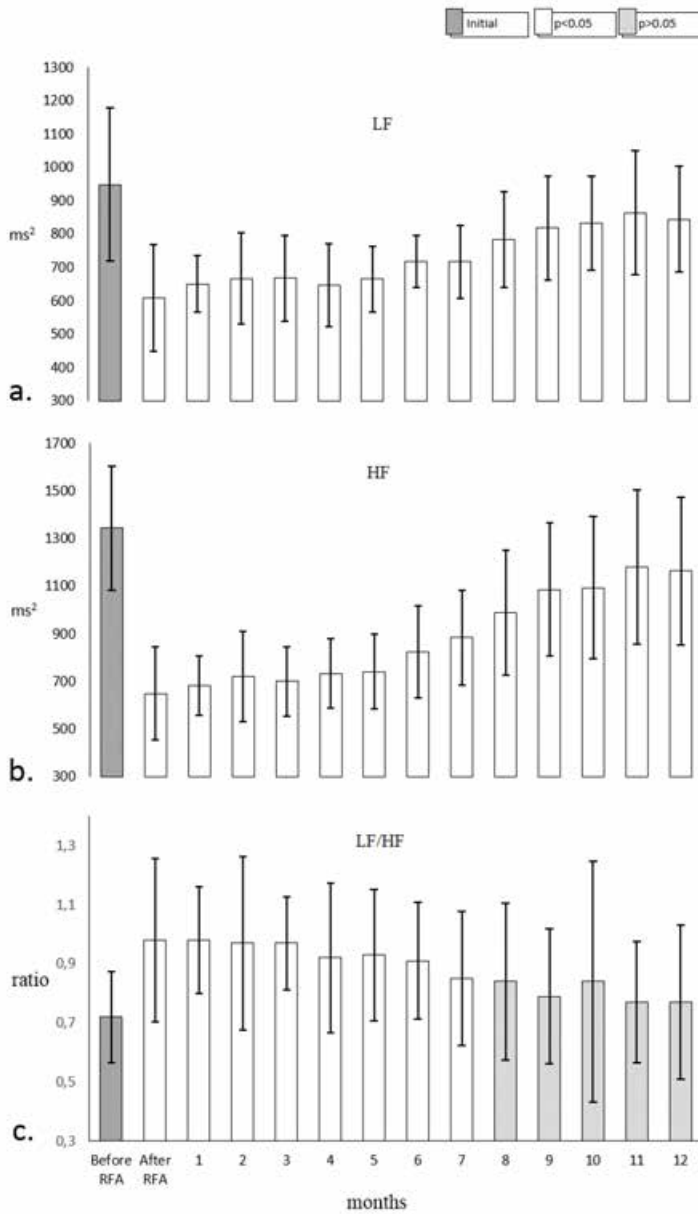 Initial p<0.05 p>0.05
1300
LF
1200
1100
1000
900
ms²
800
700
600
500
400
a.
300
1700
HF
1500
1300
1100
ms²
900
700
500
b.
300
LF/HF
1,3
1,1
0,9
ratio
0,7
0,5
c.
0,3
Before RFA After RFA 1 2 3 4 5 6 7 8 9 10 11 12
months